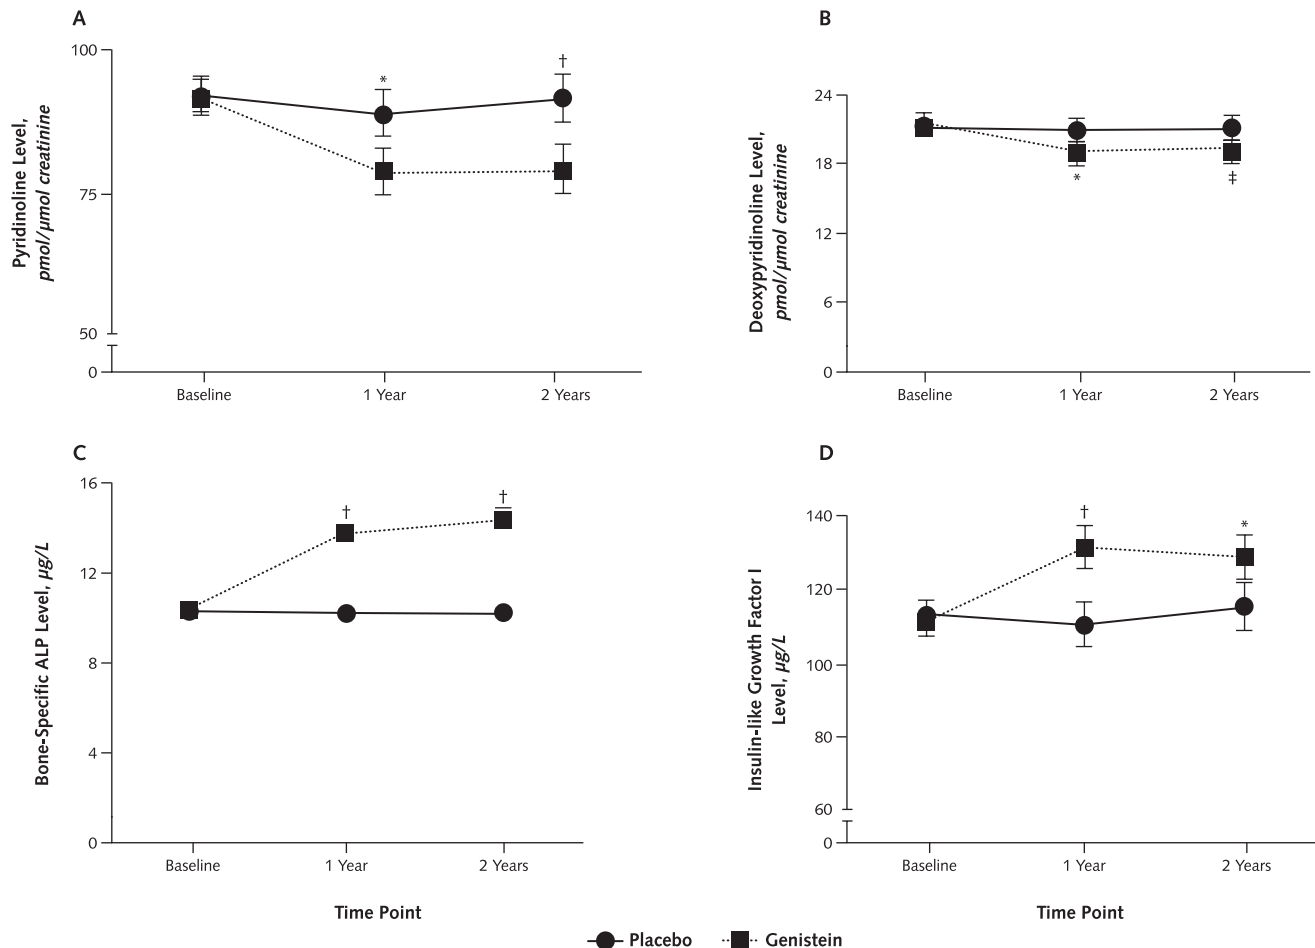 A
Pyridinoline Level,
pmol/µmol creatinine
100
75
50
0
*
†
Baseline
1 Year
2 Years
B
Deoxypyridinoline Level,
pmol/µmol creatinine
24
18
12
6
0
*
‡
Baseline
1 Year
2 Years
C
Bone-Specific ALP Level, µg/L
16
12
8
4
0
†
†
Baseline
1 Year
2 Years
Time Point
D
Insulin-like Growth Factor I
Level, µg/L
140
120
100
80
60
0
†
*
Baseline
1 Year
2 Years
Time Point
Placebo
Genistein